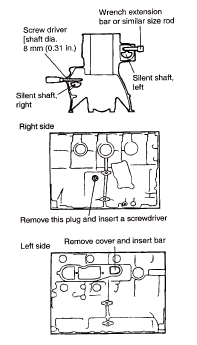 Wrench extension
bar or similar size rod
Screw driver
[shaft dia.
8 mm (0.31 in.)
Silent shaft,
left
Silent shaft,
right
Right side
Remove this plug and insert a screwdriver
Left side
Remove cover and insert bar